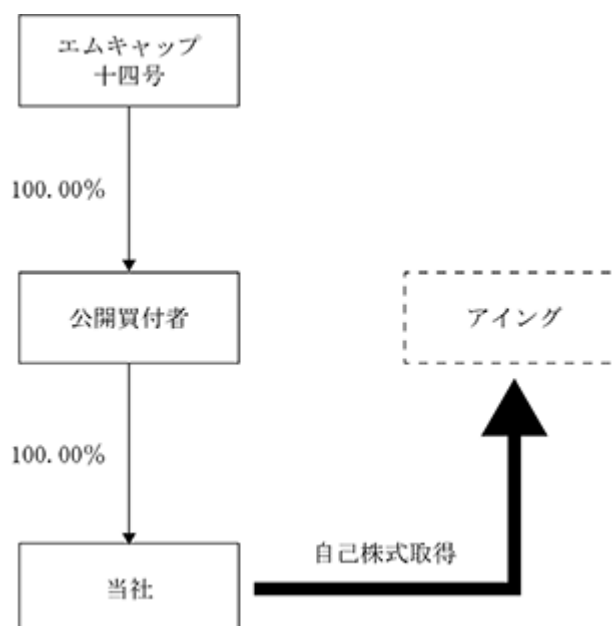 エムキャップ
十四号
100.00%
公開買付者
アイング
100.00%
自己株式取得
当社